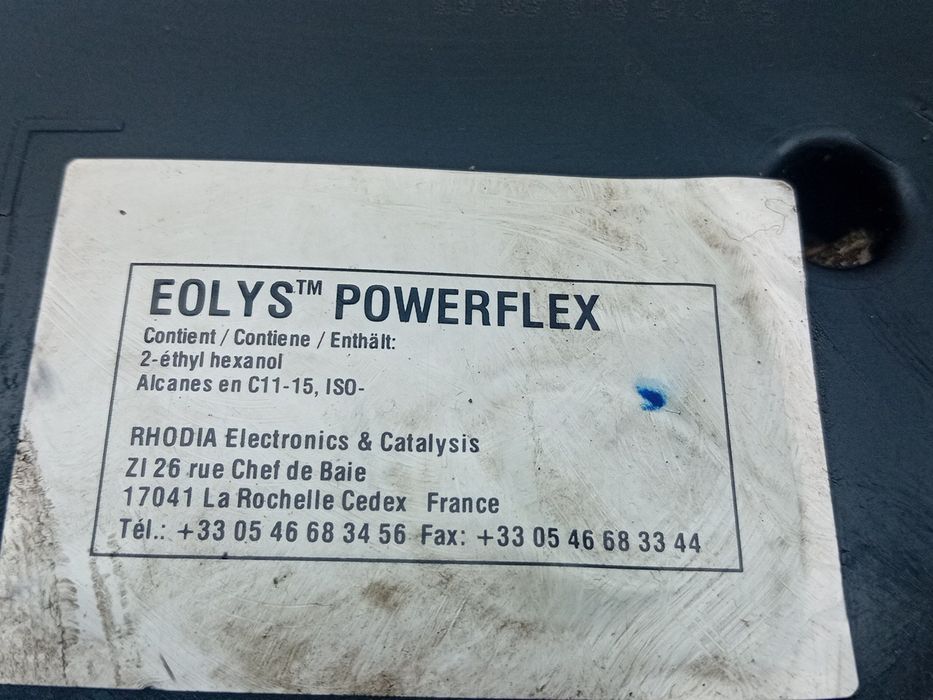 EOLYS™ POWERFLEX
Contient / Contiene / Enthält:
2-éthyl hexanol
Alcanes en C11-15, ISO-
RHODIA Electronics & Catalysis
ZI 26 rue Chef de Baie
17041 La Rochelle Cedex France
Tél.: +33 05 46 68 34 56 Fax: +33 05 46 68 33 44